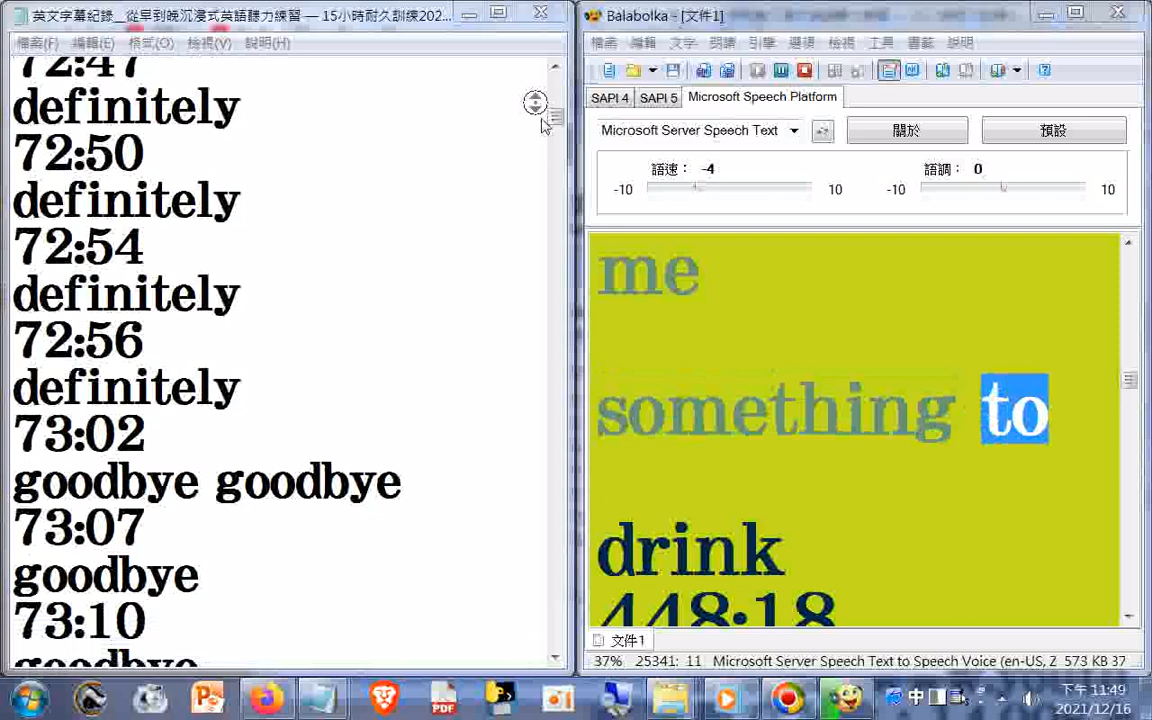 英文字幕紀錄__從早到晚沉浸式英語聽力練習 — 15小時耐久訓練202...
檔案(F) 編輯(E) 格式(O) 檢視(V) 說明(H)
72:47
definitely
72:50
definitely
72:54
definitely
72:56
definitely
73:02
goodbye goodbye
73:07
goodbye
73:10
goodbye
Balabolka - [文件1]
檔案 編輯 文字 朗讀 引擎 選項 檢視 工具 書籤 說明
SAPI 4 SAPI 5 Microsoft Speech Platform
Microsoft Server Speech Text 關於 預設
語速： -4 語調： 0
-10 10 -10 10
me
something to
drink
448:18
文件1
37% 25341: 11 Microsoft Server Speech Text to Speech Voice (en-US, Z 573 KB 37
PDF
中
下午 11:49
2021/12/16